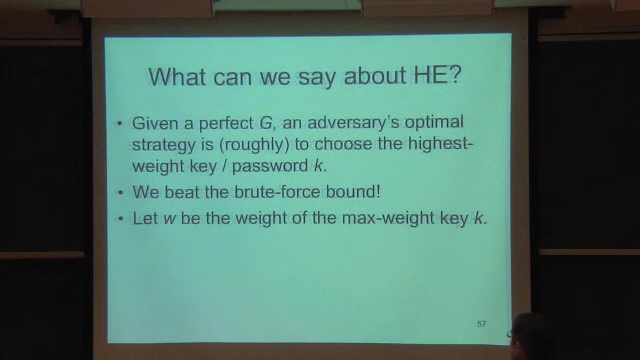 What can we say about HE?
• Given a perfect G, an adversary's optimal
strategy is (roughly) to choose the highest-
weight key / password k.
• We beat the brute-force bound!
• Let w be the weight of the max-weight key k.
57